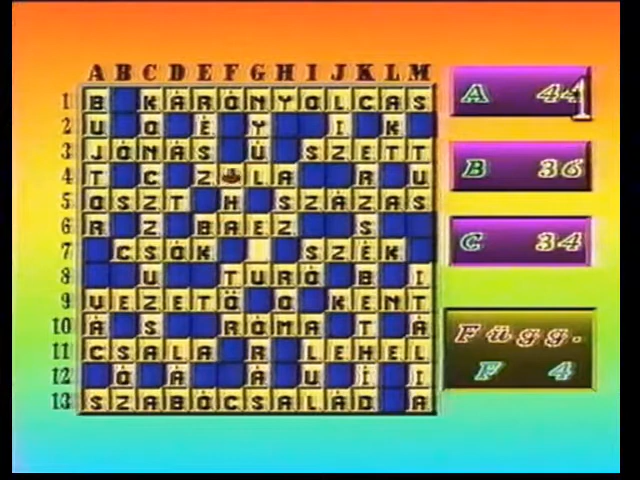 A B C D E F G H I J K L M
1 B KÁRÓNYOLCAS A 44
2 U O É Y I K
3 JÓNÁS Ú SZETT
4 T C Z LA R U B 36
5 OSZT H SZÁZAS
6 R Z BAEZ S
7 CSÓK SZÉK C 34
8 U TURÓ B I
9 VEZETŐ O KENT
10 Á S RÓMA T Á Függ.
11 CSALA R LEHEL
12 Ó Á Á U Í I F 4
13 SZABÓCSALÁD A